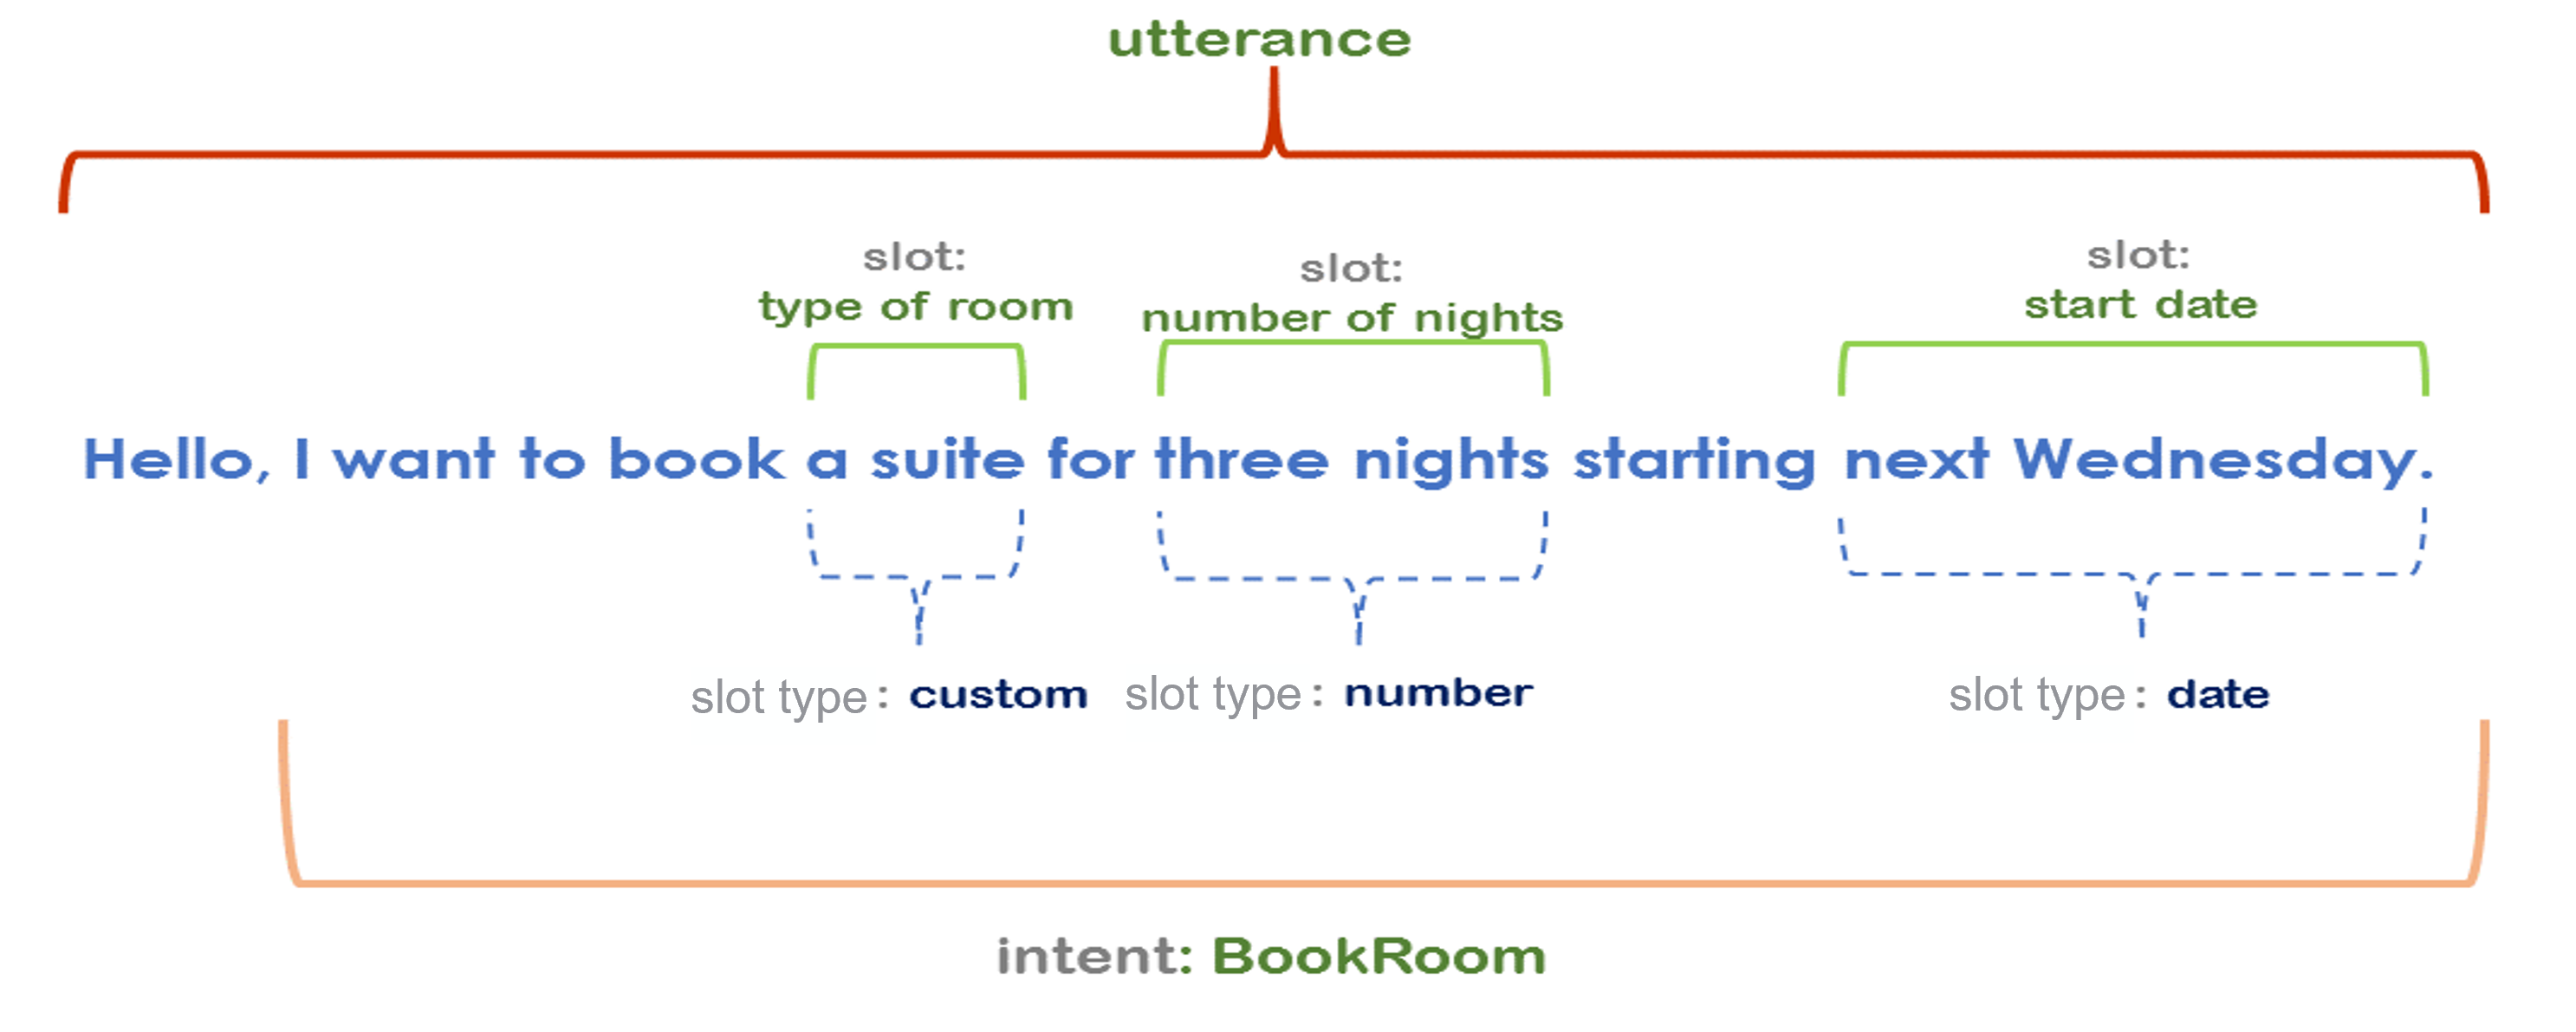 utterance
slot:
type of room
slot:
number of nights
slot:
start date
Hello, I want to book a suite for three nights starting next Wednesday.
slot type: custom
slot type: number
slot type: date
intent: BookRoom